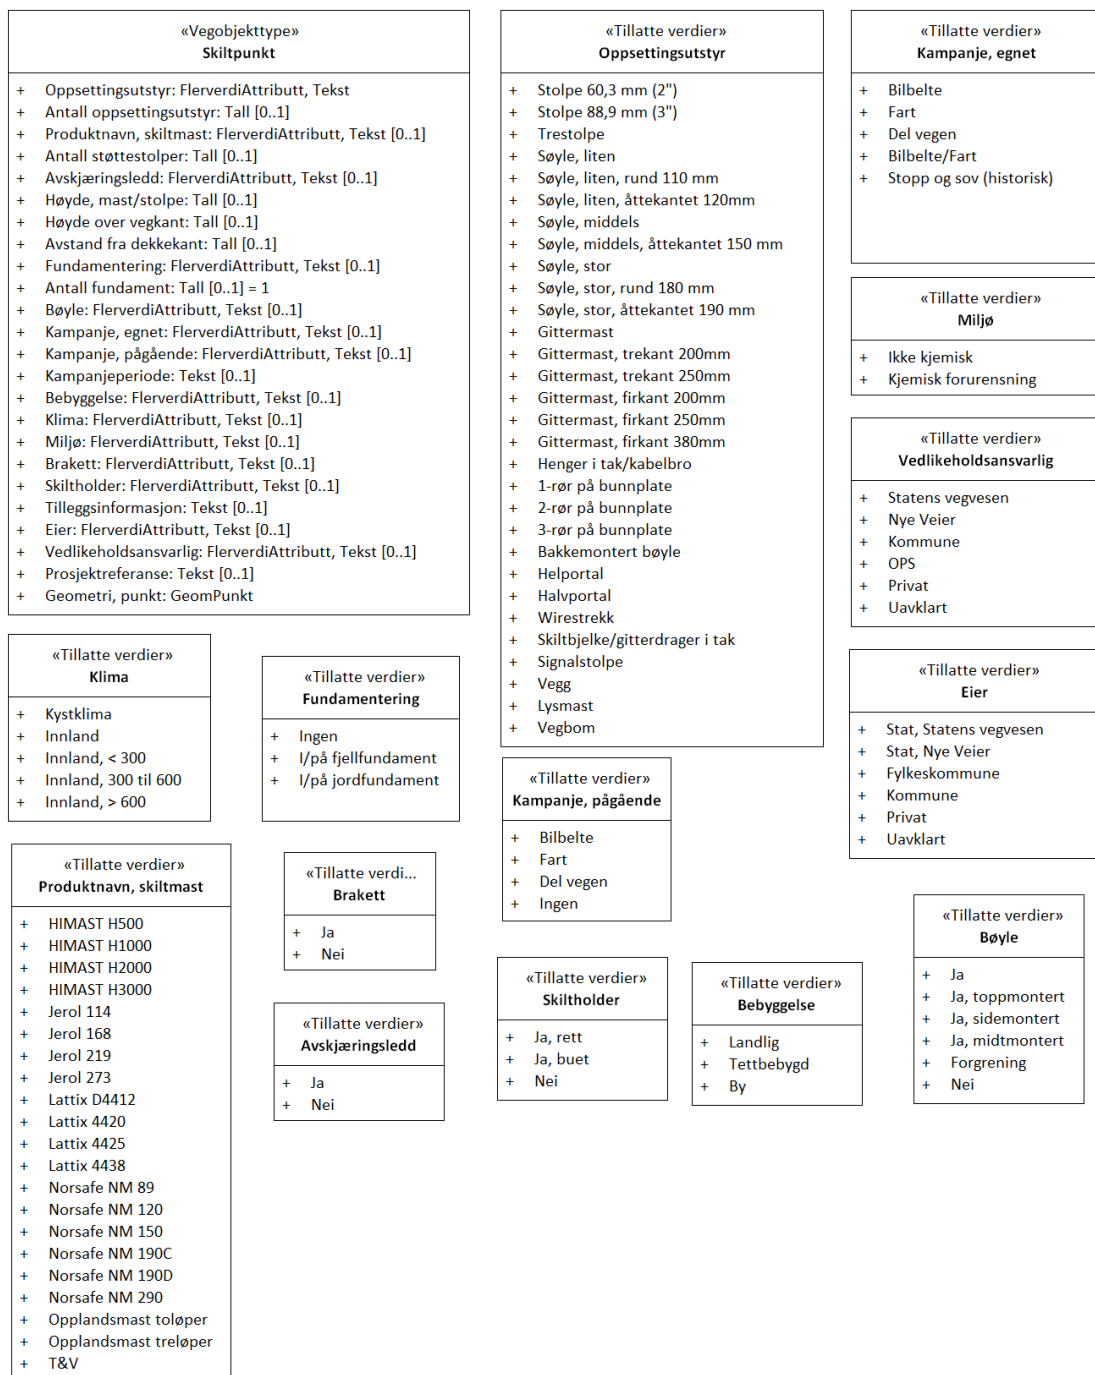 «Vegobjekttype»
Skiltpunkt
+ Oppsettingsutstyr: FlerverdiAttributt, Tekst
+ Antall oppsettingsutstyr: Tall [0..1]
+ Produktnavn, skiltmast: FlerverdiAttributt, Tekst [0..1]
+ Antall støttestolper: Tall [0..1]
+ Avskjæringsledd: FlerverdiAttributt, Tekst [0..1]
+ Høyde, mast/stolpe: Tall [0..1]
+ Høyde over vegkant: Tall [0..1]
+ Avstand fra dekkekant: Tall [0..1]
+ Fundamentering: FlerverdiAttributt, Tekst [0..1]
+ Antall fundament: Tall [0..1] = 1
+ Bøyle: FlerverdiAttributt, Tekst [0..1]
+ Kampanje, egnet: FlerverdiAttributt, Tekst [0..1]
+ Kampanje, pågående: FlerverdiAttributt, Tekst [0..1]
+ Kampanjeperiode: Tekst [0..1]
+ Bebyggelse: FlerverdiAttributt, Tekst [0..1]
+ Klima: FlerverdiAttributt, Tekst [0..1]
+ Miljø: FlerverdiAttributt, Tekst [0..1]
+ Brakett: FlerverdiAttributt, Tekst [0..1]
+ Skiltholder: FlerverdiAttributt, Tekst [0..1]
+ Tilleggsinformasjon: Tekst [0..1]
+ Eier: FlerverdiAttributt, Tekst [0..1]
+ Vedlikeholdsansvarlig: FlerverdiAttributt, Tekst [0..1]
+ Prosjektreferanse: Tekst [0..1]
+ Geometri, punkt: GeomPunkt
«Tillatte verdier»
Oppsettingsutstyr
+ Stolpe 60,3 mm (2")
+ Stolpe 88,9 mm (3")
+ Trestolpe
+ Søyle, liten
+ Søyle, liten, rund 110 mm
+ Søyle, liten, åttekantet 120mm
+ Søyle, middels
+ Søyle, middels, åttekantet 150 mm
+ Søyle, stor
+ Søyle, stor, rund 180 mm
+ Søyle, stor, åttekantet 190 mm
+ Gittermast
+ Gittermast, trekant 200mm
+ Gittermast, trekant 250mm
+ Gittermast, firkant 200mm
+ Gittermast, firkant 250mm
+ Gittermast, firkant 380mm
+ Henger i tak/kabelbro
+ 1-rør på bunnplate
+ 2-rør på bunnplate
+ 3-rør på bunnplate
+ Bakkemontert bøyle
+ Helportal
+ Halvportal
+ Wirestrekk
+ Skiltbjelke/gitterdrager i tak
+ Signalstolpe
+ Vegg
+ Lysmast
+ Vegbom
«Tillatte verdier»
Kampanje, egnet
+ Bilbelte
+ Fart
+ Del vegen
+ Bilbelte/Fart
+ Stopp og sov (historisk)
«Tillatte verdier»
Miljø
+ Ikke kjemisk
+ Kjemisk forurensning
«Tillatte verdier»
Vedlikeholdsansvarlig
+ Statens vegvesen
+ Nye Veier
+ Kommune
+ OPS
+ Privat
+ Uavklart
«Tillatte verdier»
Klima
+ Kystklima
+ Innland
+ Innland, < 300
+ Innland, 300 til 600
+ Innland, > 600
«Tillatte verdier»
Fundamentering
+ Ingen
+ I/på fjellfundament
+ I/på jordfundament
«Tillatte verdier»
Eier
+ Stat, Statens vegvesen
+ Stat, Nye Veier
+ Fylkeskommune
+ Kommune
+ Privat
+ Uavklart
«Tillatte verdier»
Kampanje, pågående
+ Bilbelte
+ Fart
+ Del vegen
+ Ingen
«Tillatte verdier»
Produktnavn, skiltmast
+ HIMAST H500
+ HIMAST H1000
+ HIMAST H2000
+ HIMAST H3000
+ Jerol 114
+ Jerol 168
+ Jerol 219
+ Jerol 273
+ Lattix D4412
+ Lattix 4420
+ Lattix 4425
+ Lattix 4438
+ Norsafe NM 89
+ Norsafe NM 120
+ Norsafe NM 150
+ Norsafe NM 190C
+ Norsafe NM 190D
+ Norsafe NM 290
+ Opplandsmast toløper
+ Opplandsmast treløper
+ T&V
«Tillatte verdi...
Brakett
+ Ja
+ Nei
«Tillatte verdier»
Avskjæringsledd
+ Ja
+ Nei
«Tillatte verdier»
Skiltholder
+ Ja, rett
+ Ja, buet
+ Nei
«Tillatte verdier»
Bebyggelse
+ Landlig
+ Tettbebygd
+ By
«Tillatte verdier»
Bøyle
+ Ja
+ Ja, toppmontert
+ Ja, sidemontert
+ Ja, midtmontert
+ Forgrening
+ Nei